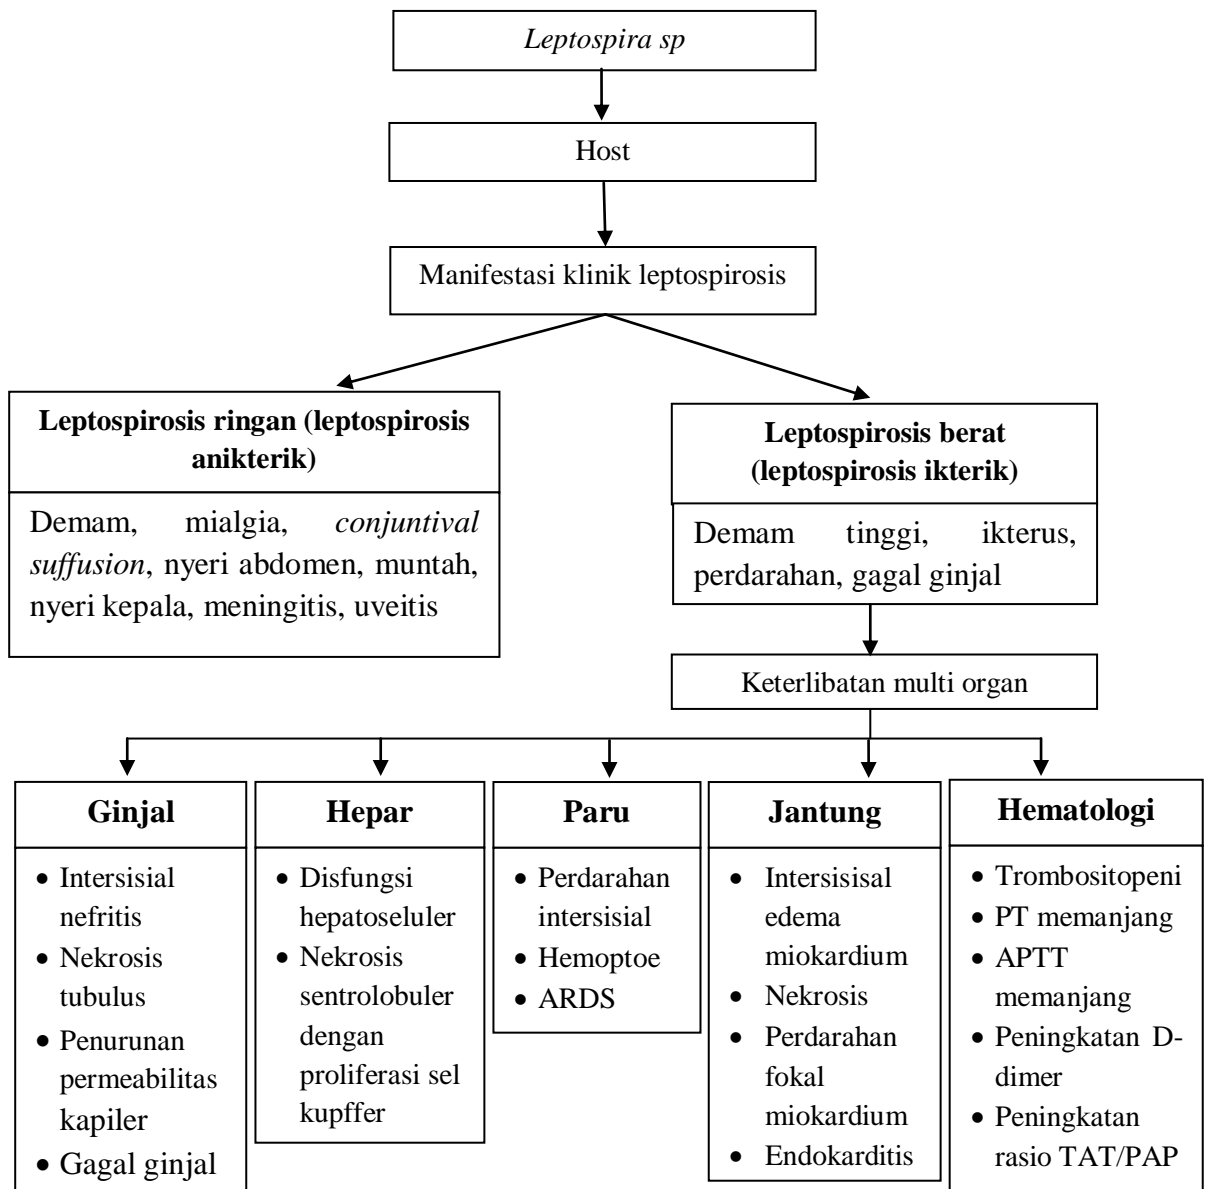 Leptospira sp
Host
Manifestasi klinik leptospirosis
Leptospirosis ringan (leptospirosis
anikterik)
Demam, mialgia, conjuntival
suffusion, nyeri abdomen, muntah,
nyeri kepala, meningitis, uveitis
Leptospirosis berat
(leptospirosis ikterik)
Demam tinggi, ikterus,
perdarahan, gagal ginjal
Keterlibatan multi organ
Ginjal
• Intersisial
nefritis
• Nekrosis
tubulus
• Penurunan
permeabilitas
kapiler
• Gagal ginjal
Hepar
• Disfungsi
hepatoseluler
• Nekrosis
sentrolobuler
dengan
proliferasi sel
kupffer
Paru
• Perdarahan
intersisial
• Hemoptoe
• ARDS
Jantung
• Intersisisal
edema
miokardium
• Nekrosis
• Perdarahan
fokal
miokardium
• Endokarditis
Hematologi
• Trombositopeni
• PT memanjang
• APTT
memanjang
• Peningkatan D-
dimer
• Peningkatan
rasio TAT/PAP